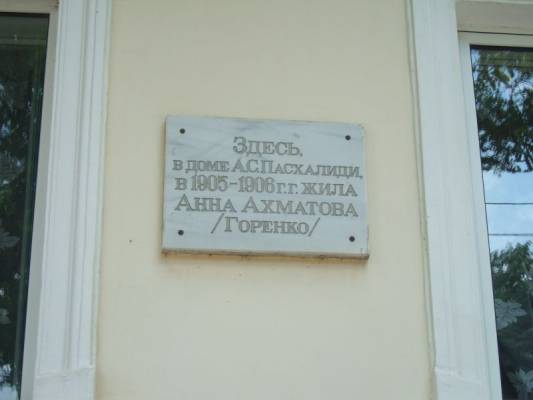 Здесь,
в доме А.С.Пасхалиди,
в 1905-1906 г.г. жила
Анна Ахматова
/Горенко/